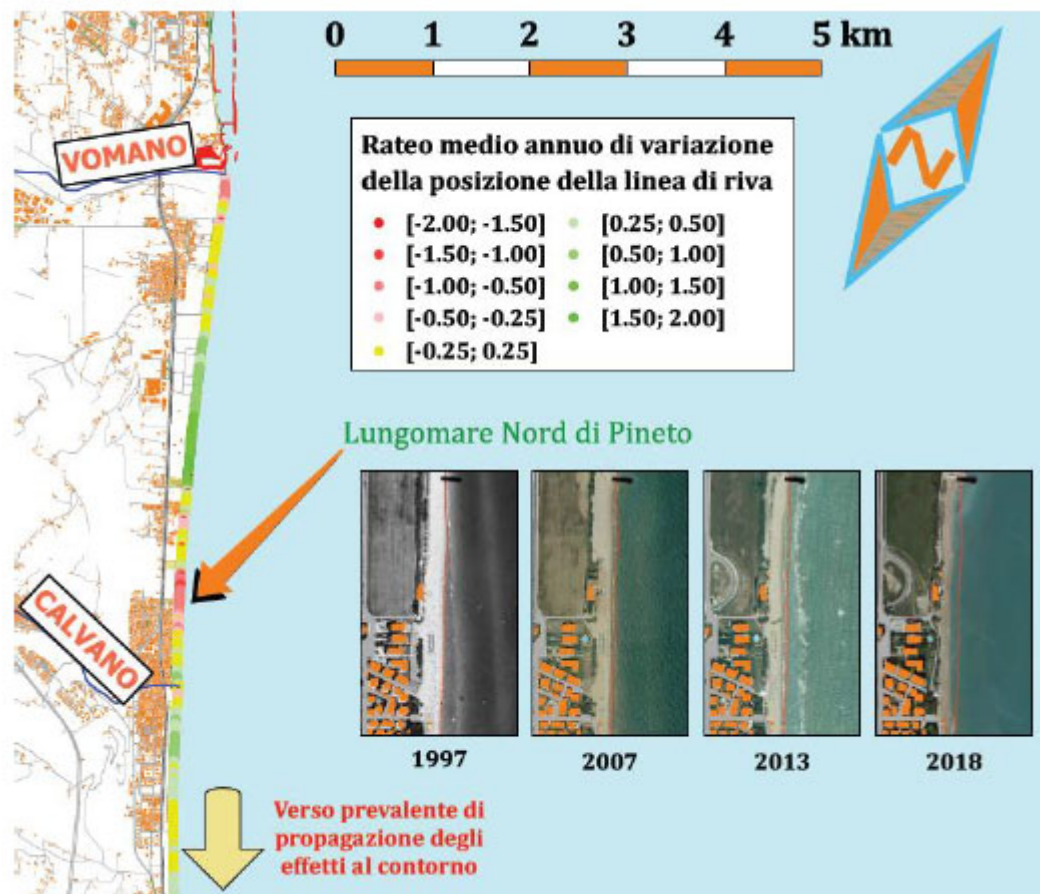 0 1 2 3 4 5 km
N
VOMANO
Rateo medio annuo di variazione
della posizione della linea di riva
[-2.00; -1.50] [0.25; 0.50]
[-1.50; -1.00] [0.50; 1.00]
[-1.00; -0.50] [1.00; 1.50]
[-0.50; -0.25] [1.50; 2.00]
[-0.25; 0.25]
Lungomare Nord di Pineto
CALVANO
1997 2007 2013 2018
Verso prevalente di
propagazione degli
effetti al contorno